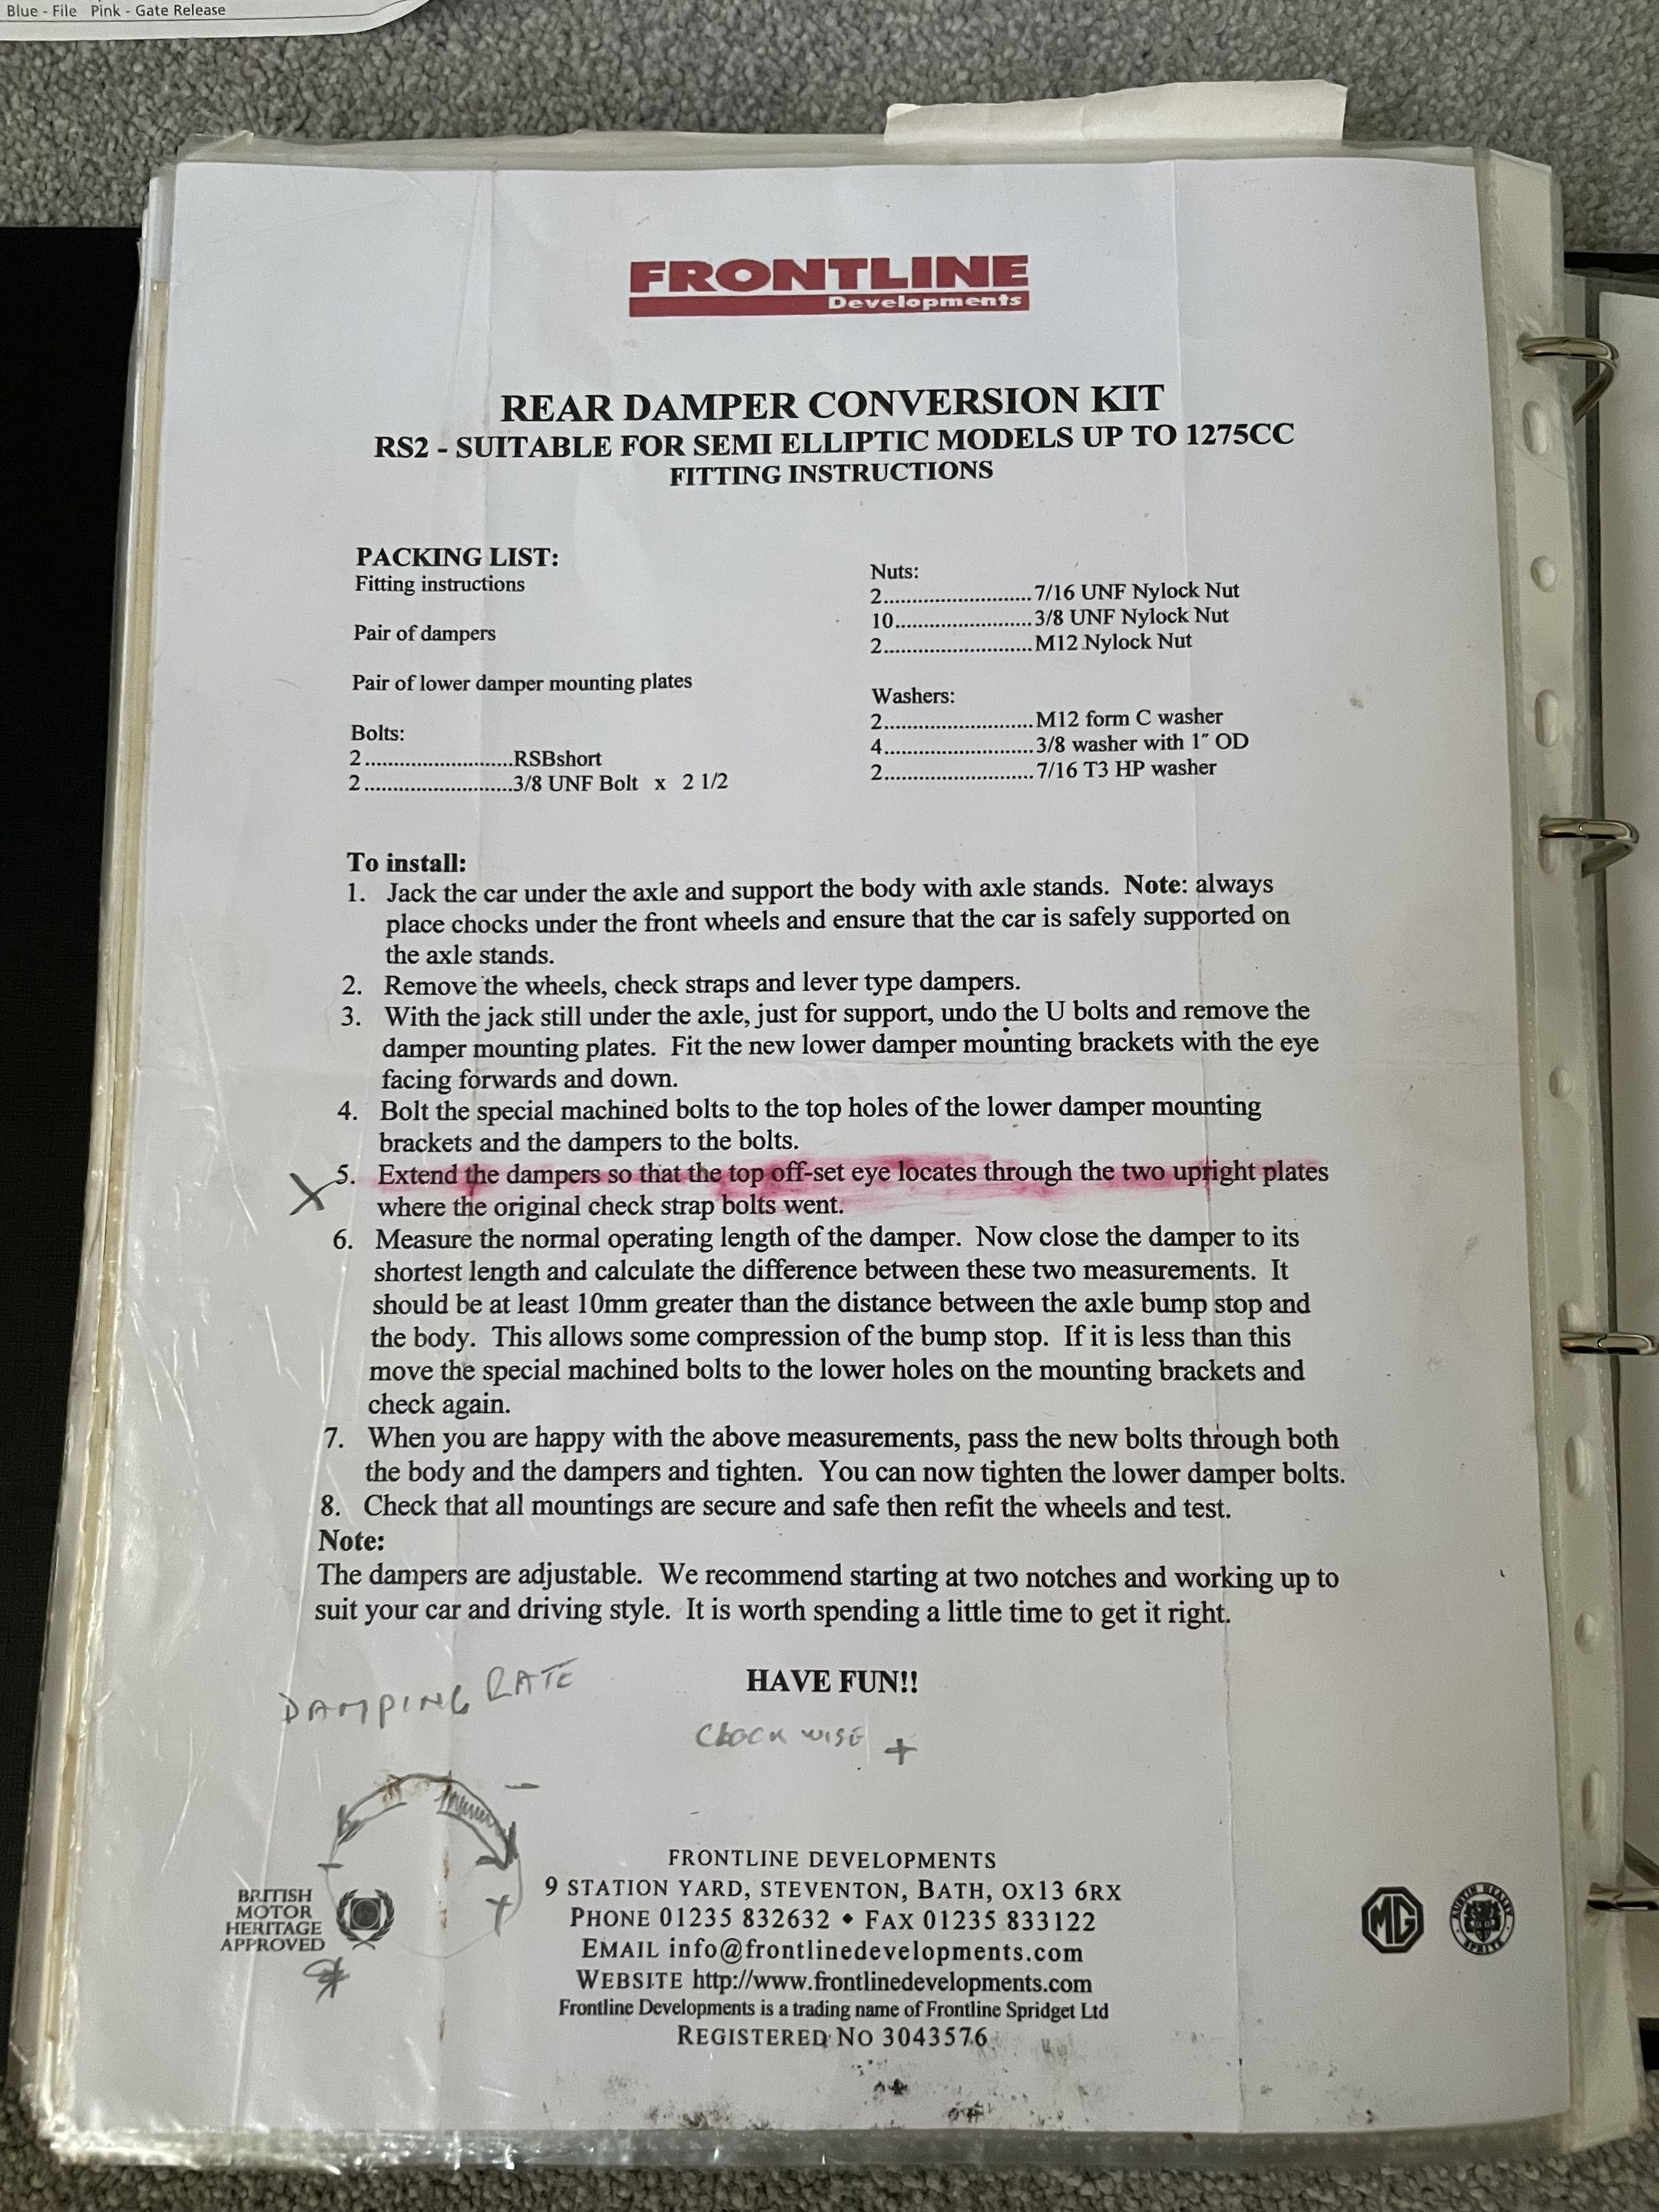 Blue - File Pink - Gate Release
FRONTLINE
Developments
REAR DAMPER CONVERSION KIT
RS2 - SUITABLE FOR SEMI ELLIPTIC MODELS UP TO 1275CC
FITTING INSTRUCTIONS
PACKING LIST:
Fitting instructions
Pair of dampers
Pair of lower damper mounting plates
Bolts:
2..........................RSBshort
2..........................3/8 UNF Bolt x 2 1/2
Nuts:
2..........................7/16 UNF Nylock Nut
10........................3/8 UNF Nylock Nut
2..........................M12 Nylock Nut
Washers:
2..........................M12 form C washer
4..........................3/8 washer with 1″ OD
2..........................7/16 T3 HP washer
To install:
1. Jack the car under the axle and support the body with axle stands. Note: always
place chocks under the front wheels and ensure that the car is safely supported on
the axle stands.
2. Remove the wheels, check straps and lever type dampers.
3. With the jack still under the axle, just for support, undo the U bolts and remove the
damper mounting plates. Fit the new lower damper mounting brackets with the eye
facing forwards and down.
4. Bolt the special machined bolts to the top holes of the lower damper mounting
brackets and the dampers to the bolts.
X 5. Extend the dampers so that the top off-set eye locates through the two upright plates
where the original check strap bolts went.
6. Measure the normal operating length of the damper. Now close the damper to its
shortest length and calculate the difference between these two measurements. It
should be at least 10mm greater than the distance between the axle bump stop and
the body. This allows some compression of the bump stop. If it is less than this
move the special machined bolts to the lower holes on the mounting brackets and
check again.
7. When you are happy with the above measurements, pass the new bolts through both
the body and the dampers and tighten. You can now tighten the lower damper bolts.
8. Check that all mountings are secure and safe then refit the wheels and test.
Note:
The dampers are adjustable. We recommend starting at two notches and working up to
suit your car and driving style. It is worth spending a little time to get it right.
HAVE FUN!!
DAMPING RATE
CLOCKWISE +
-
+
BRITISH
MOTOR
HERITAGE
APPROVED
FRONTLINE DEVELOPMENTS
9 STATION YARD, STEVENTON, BATH, OX13 6RX
PHONE 01235 832632 • FAX 01235 833122
EMAIL info@frontlinedevelopments.com
WEBSITE http://www.frontlinedevelopments.com
Frontline Developments is a trading name of Frontline Spridget Ltd
REGISTERED NO 3043576
MG
AUSTIN HEALEY
SPRITE